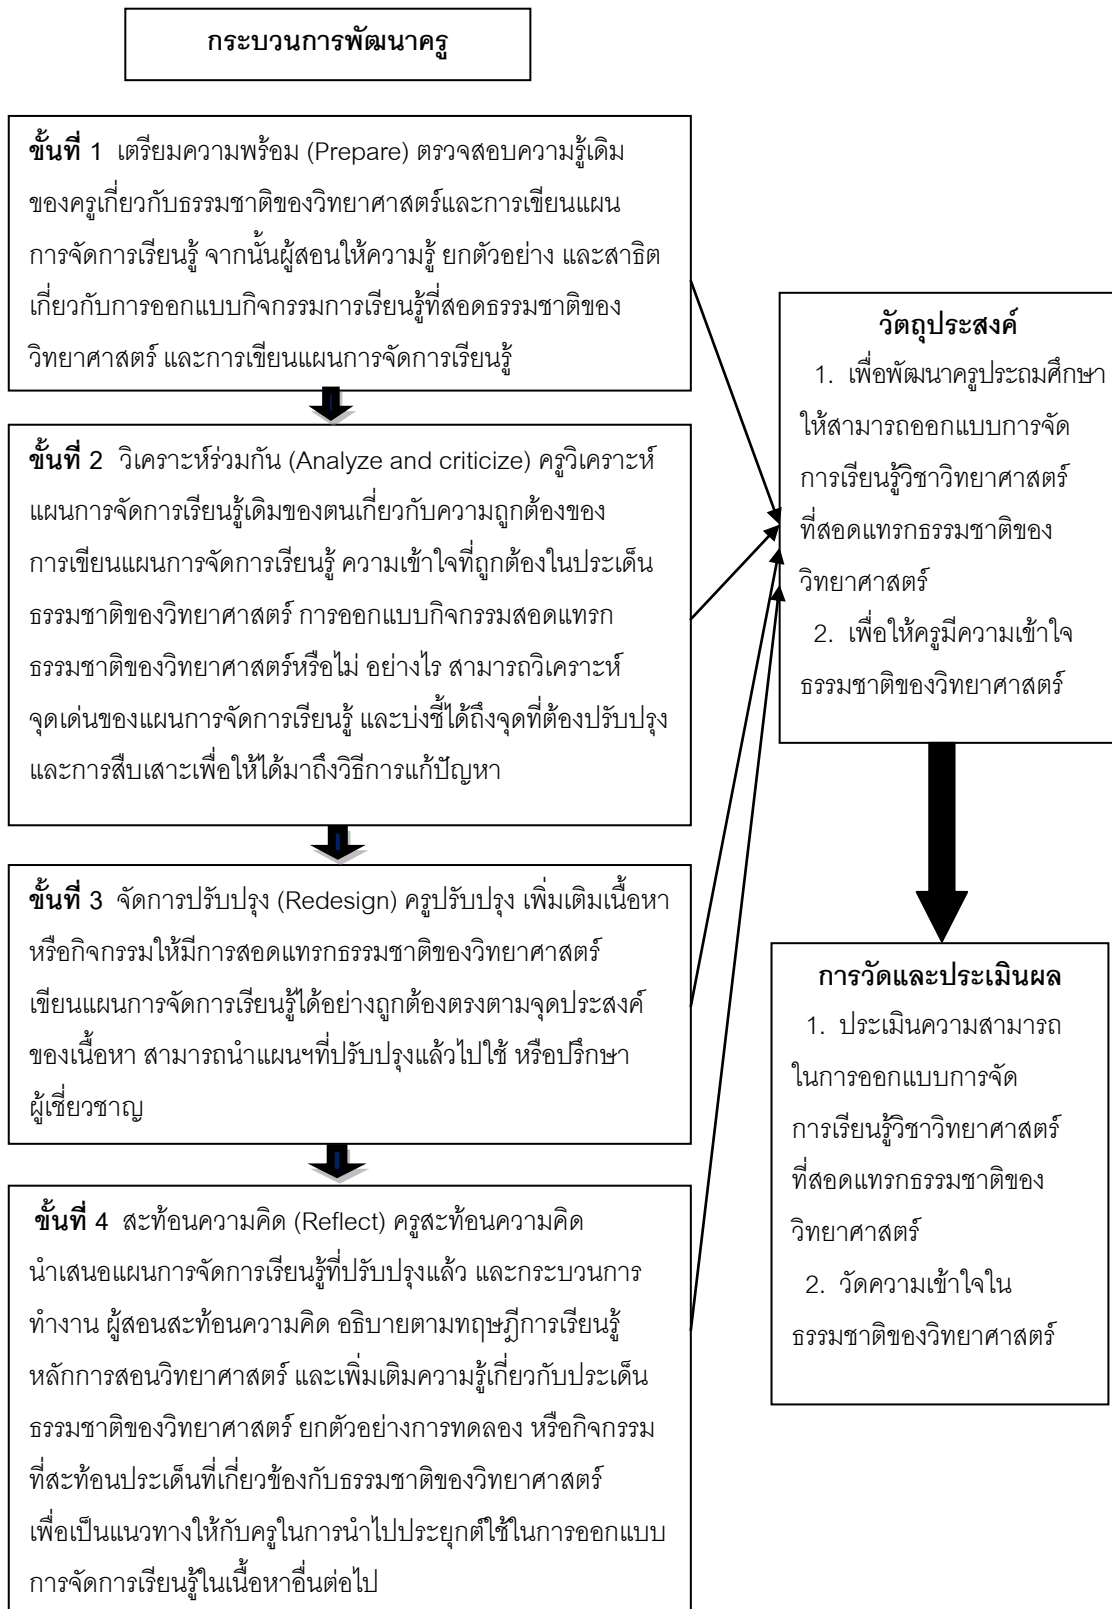 กระบวนการพัฒนาครู
ขั้นที่ 1 เตรียมความพร้อม (Prepare) ตรวจสอบความรู้เดิม
ของครูเกี่ยวกับธรรมชาติของวิทยาศาสตร์และการเขียนแผน
การจัดการเรียนรู้ จากนั้นผู้สอนให้ความรู้ ยกตัวอย่าง และสาธิต
เกี่ยวกับการออกแบบกิจกรรมการเรียนรู้ที่สอดธรรมชาติของ
วิทยาศาสตร์ และการเขียนแผนการจัดการเรียนรู้
ขั้นที่ 2 วิเคราะห์ร่วมกัน (Analyze and criticize) ครูวิเคราะห์
แผนการจัดการเรียนรู้เดิมของตนเกี่ยวกับความถูกต้องของ
การเขียนแผนการจัดการเรียนรู้ ความเข้าใจที่ถูกต้องในประเด็น
ธรรมชาติของวิทยาศาสตร์ การออกแบบกิจกรรมสอดแทรก
ธรรมชาติของวิทยาศาสตร์หรือไม่ อย่างไร สามารถวิเคราะห์
จุดเด่นของแผนการจัดการเรียนรู้ และบ่งชี้ได้ถึงจุดที่ต้องปรับปรุง
และการสืบเสาะเพื่อให้ได้มาถึงวิธีการแก้ปัญหา
ขั้นที่ 3 จัดการปรับปรุง (Redesign) ครูปรับปรุง เพิ่มเติมเนื้อหา
หรือกิจกรรมให้มีการสอดแทรกธรรมชาติของวิทยาศาสตร์
เขียนแผนการจัดการเรียนรู้ได้อย่างถูกต้องตรงตามจุดประสงค์
ของเนื้อหา สามารถนำแผนฯที่ปรับปรุงแล้วไปใช้ หรือปรึกษา
ผู้เชี่ยวชาญ
ขั้นที่ 4 สะท้อนความคิด (Reflect) ครูสะท้อนความคิด
นำเสนอแผนการจัดการเรียนรู้ที่ปรับปรุงแล้ว และกระบวนการ
ทำงาน ผู้สอนสะท้อนความคิด อธิบายตามทฤษฎีการเรียนรู้
หลักการสอนวิทยาศาสตร์ และเพิ่มเติมความรู้เกี่ยวกับประเด็น
ธรรมชาติของวิทยาศาสตร์ ยกตัวอย่างการทดลอง หรือกิจกรรม
ที่สะท้อนประเด็นที่เกี่ยวข้องกับธรรมชาติของวิทยาศาสตร์
เพื่อเป็นแนวทางให้กับครูในการนำไปประยุกต์ใช้ในการออกแบบ
การจัดการเรียนรู้ในเนื้อหาอื่นต่อไป
วัตถุประสงค์
1. เพื่อพัฒนาครูประถมศึกษา
ให้สามารถออกแบบการจัด
การเรียนรู้วิชาวิทยาศาสตร์
ที่สอดแทรกธรรมชาติของ
วิทยาศาสตร์
2. เพื่อให้ครูมีความเข้าใจ
ธรรมชาติของวิทยาศาสตร์
การวัดและประเมินผล
1. ประเมินความสามารถ
ในการออกแบบการจัด
การเรียนรู้วิชาวิทยาศาสตร์
ที่สอดแทรกธรรมชาติของ
วิทยาศาสตร์
2. วัดความเข้าใจใน
ธรรมชาติของวิทยาศาสตร์